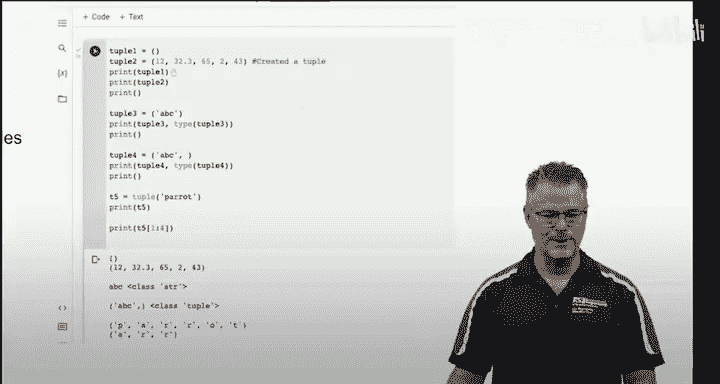 + Code + Text
tuple1 = ()
tuple2 = (12, 32.3, 65, 2, 43) #Created a tuple
print(tuple1)
print(tuple2)
print()
tuple3 = ('abc')
print(tuple3, type(tuple3))
print()
tuple4 = ('abc', )
print(tuple4, type(tuple4))
print()
es
t5 = tuple('parrot')
print(t5)
print(t5[1:4])
()
(12, 32.3, 65, 2, 43)
abc <class 'str'>
('abc',) <class 'tuple'>
('p', 'a', 'r', 'r', 'o', 't')
('a', 'r', 'r')